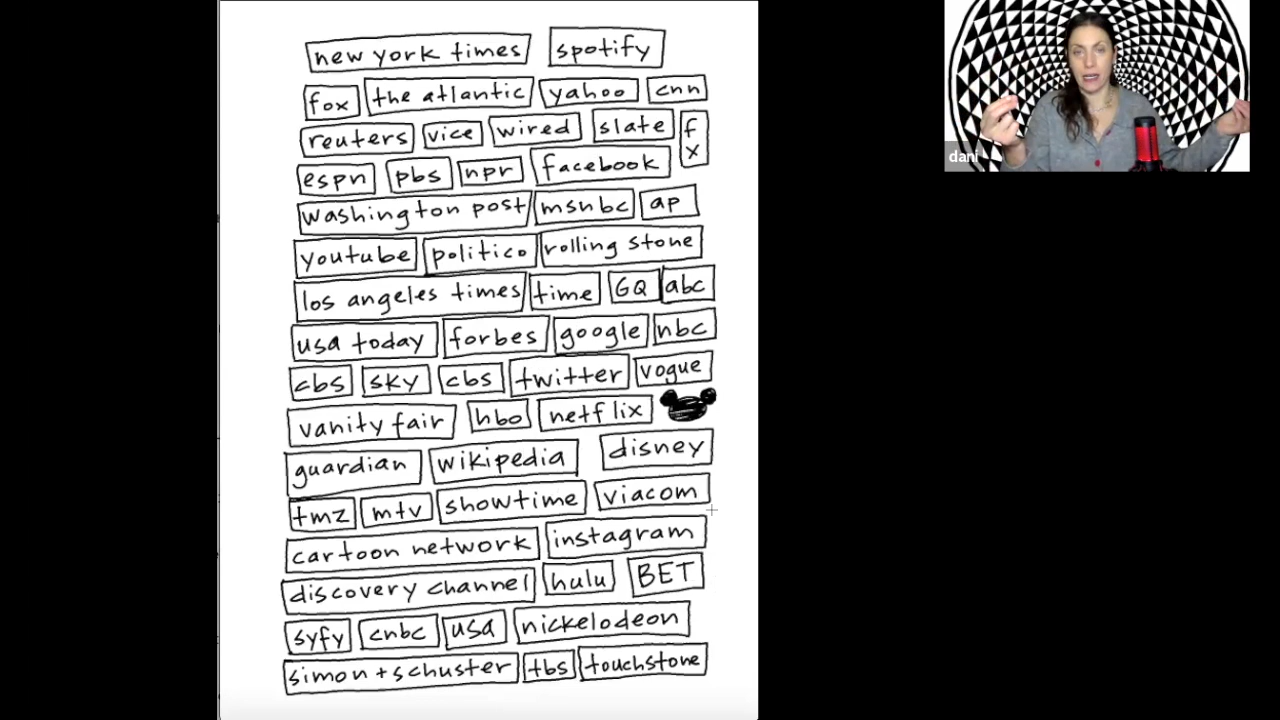 new york times spotify
fox the atlantic yahoo cnn
reuters vice wired slate fx
espn pbs npr facebook
washington post msnbc ap
youtube politico rolling stone
los angeles times time GQ abc
usa today forbes google nbc
cbs sky cbs twitter vogue
vanity fair hbo netflix
guardian wikipedia disney
tmz mtv showtime viacom
cartoon network instagram
discovery channel hulu BET
syfy cnbc usa nickelodeon
simon + schuster tbs touchstone
dani